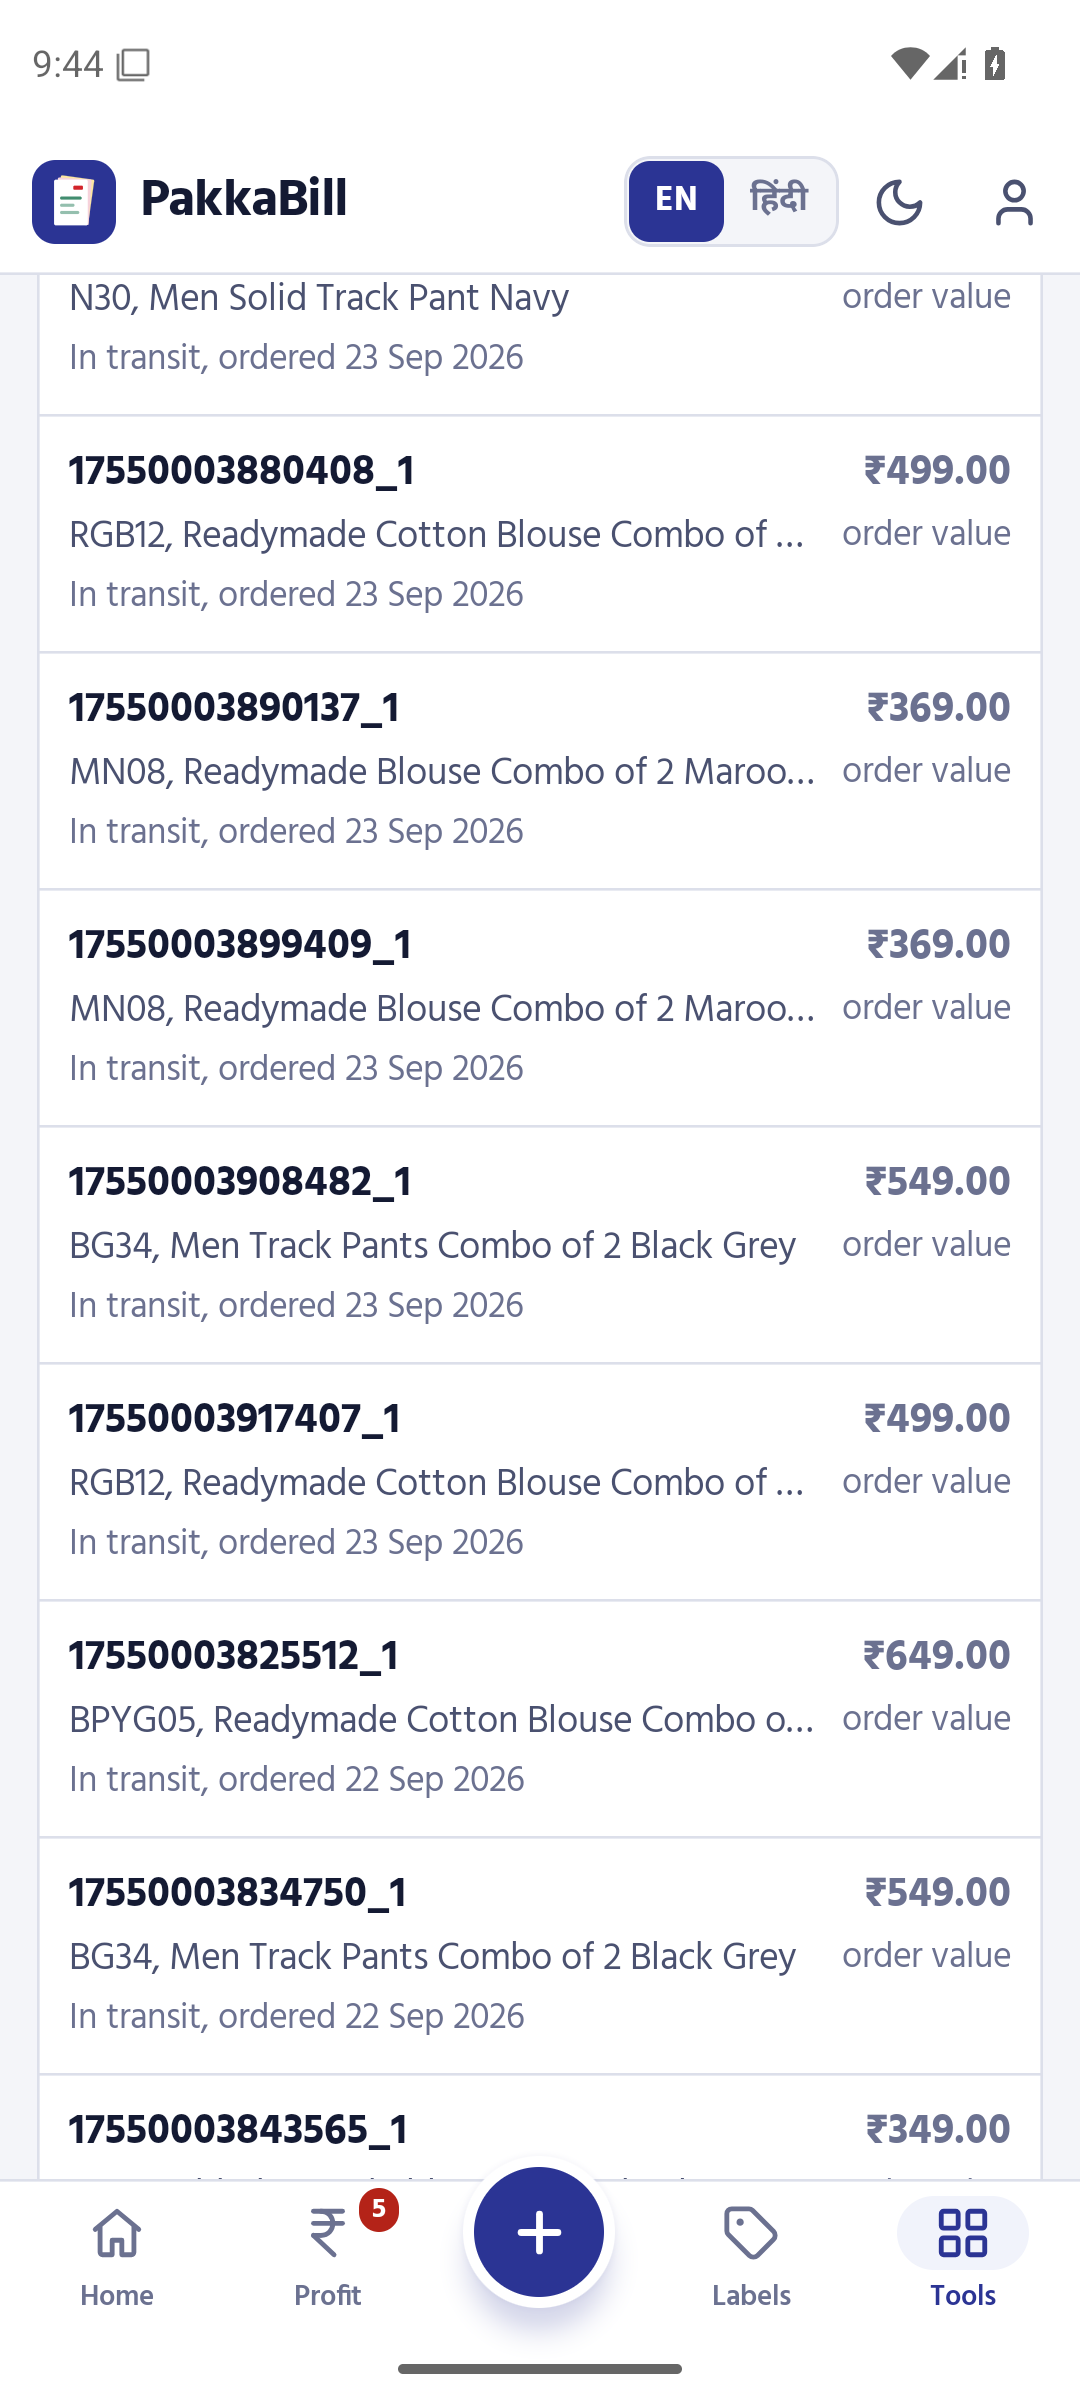 9:44
PakkaBill
EN
हिंदी
N30, Men Solid Track Pant Navy
order value
In transit, ordered 23 Sep 2026
17550003880408_1
₹499.00
RGB12, Readymade Cotton Blouse Combo of ...
order value
In transit, ordered 23 Sep 2026
17550003890137_1
₹369.00
MN08, Readymade Blouse Combo of 2 Maroo...
order value
In transit, ordered 23 Sep 2026
17550003899409_1
₹369.00
MN08, Readymade Blouse Combo of 2 Maroo...
order value
In transit, ordered 23 Sep 2026
17550003908482_1
₹549.00
BG34, Men Track Pants Combo of 2 Black Grey
order value
In transit, ordered 23 Sep 2026
17550003917407_1
₹499.00
RGB12, Readymade Cotton Blouse Combo of ...
order value
In transit, ordered 23 Sep 2026
17550003825512_1
₹649.00
BPYG05, Readymade Cotton Blouse Combo o...
order value
In transit, ordered 22 Sep 2026
17550003834750_1
₹549.00
BG34, Men Track Pants Combo of 2 Black Grey
order value
In transit, ordered 22 Sep 2026
17550003843565_1
₹349.00
5
Home
Profit
Labels
Tools